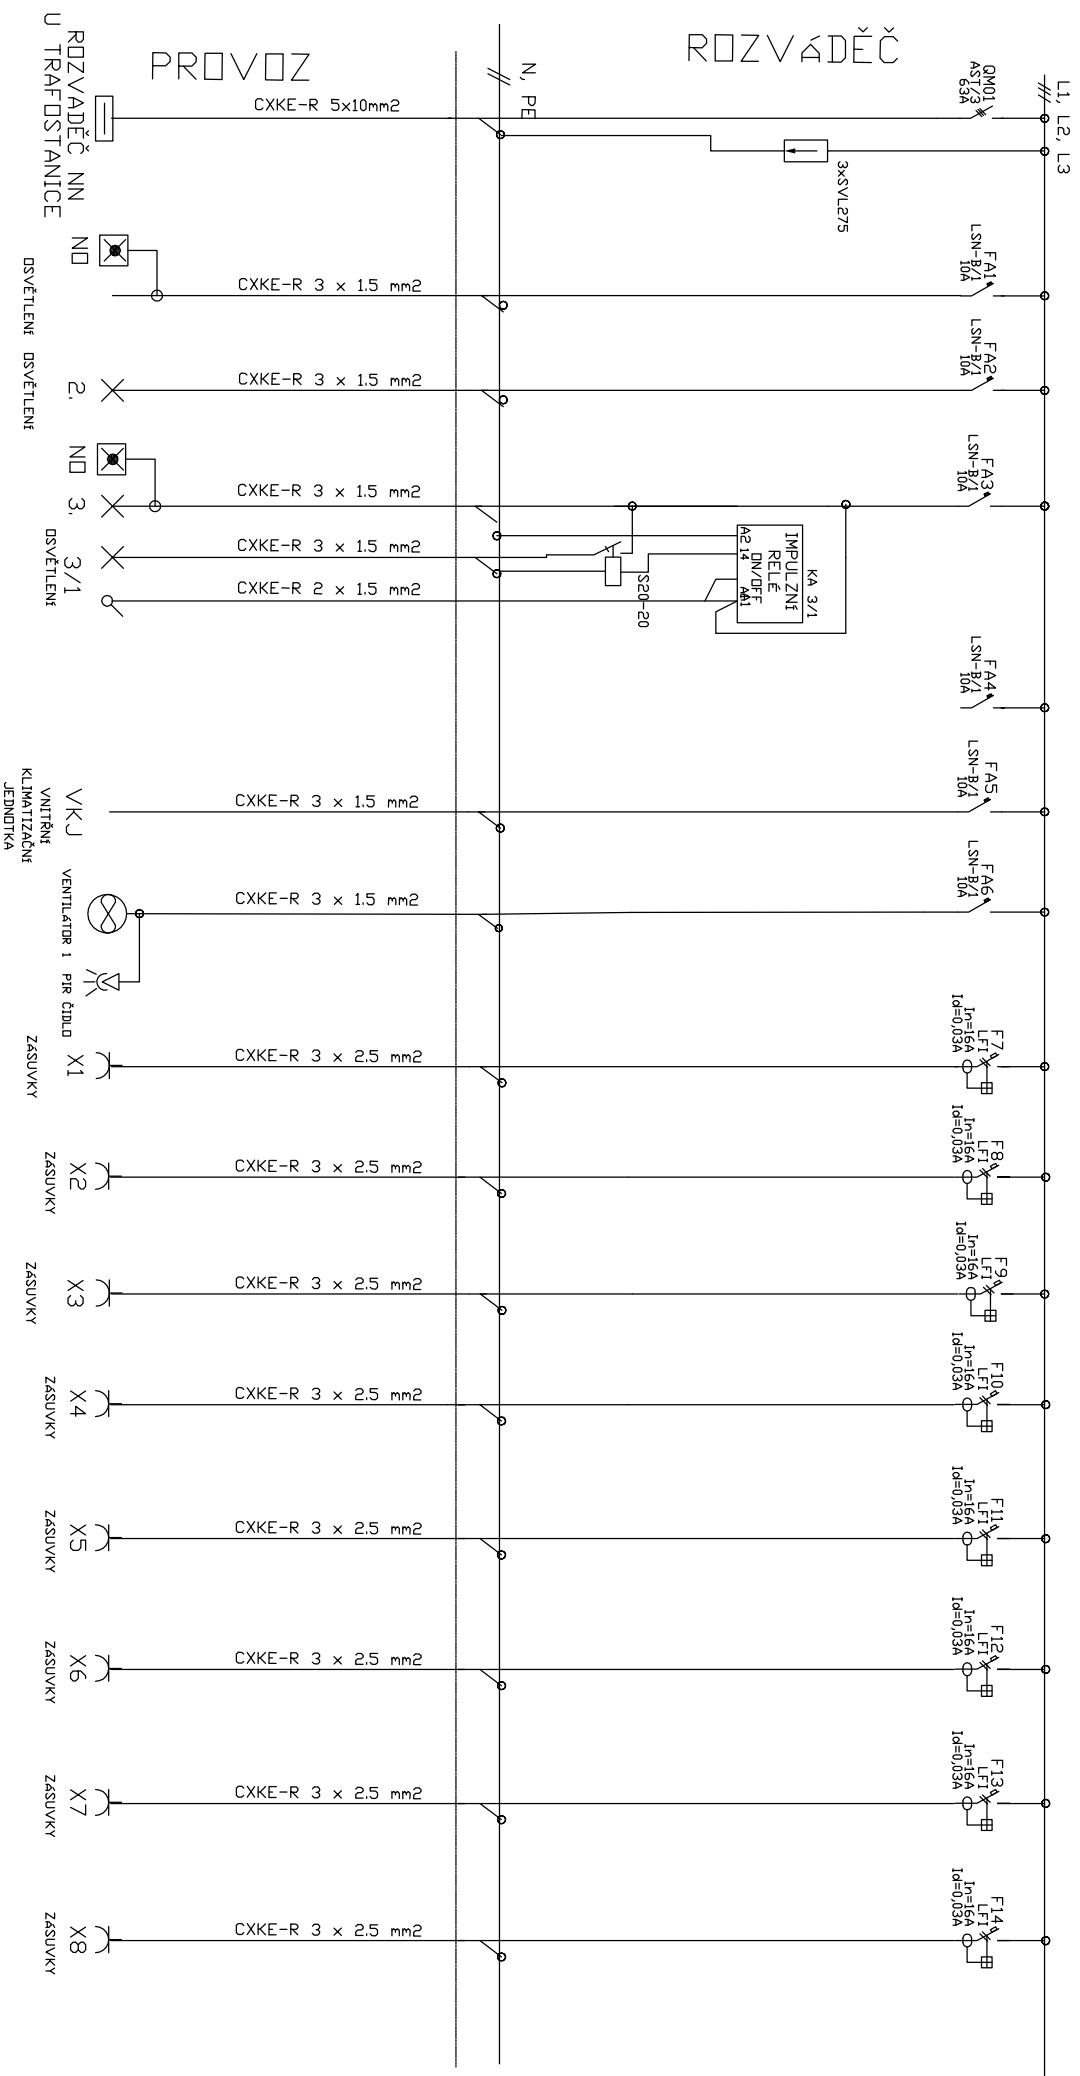 ROZVÁDĚČ
PROVOZ
L1, L2, L3
N, PE
QM01
AST/3
63A
3xSVL275
CXKE-R 5x10mm2
ROZVADĚČ NN
U TRAFOSTANICE
FA1
LSN-B/1
10A
CXKE-R 3 x 1.5 mm2
NO
OSVĚTLENÍ
FA2
LSN-B/1
10A
CXKE-R 3 x 1.5 mm2
2.
OSVĚTLENÍ
FA3
LSN-B/1
10A
CXKE-R 3 x 1.5 mm2
NO
3.
KA 3/1
IMPULZNÍ
RELÉ
ON/OFF
A2 14
A1
S20-20
CXKE-R 3 x 1.5 mm2
CXKE-R 2 x 1.5 mm2
3/1
OSVĚTLENÍ
FA4
LSN-B/1
10A
FA5
LSN-B/1
10A
CXKE-R 3 x 1.5 mm2
VKJ
VNITŘNÍ
KLIMATIZAČNÍ
JEDNOTKA
FA6
LSN-B/1
10A
CXKE-R 3 x 1.5 mm2
VENTILÁTOR 1
PIR ČIDLO
F7
LFI
In=16A
Id=0,03A
CXKE-R 3 x 2.5 mm2
X1
ZÁSUVKY
F8
LFI
In=16A
Id=0,03A
CXKE-R 3 x 2.5 mm2
X2
ZÁSUVKY
F9
LFI
In=16A
Id=0,03A
CXKE-R 3 x 2.5 mm2
X3
ZÁSUVKY
F10
LFI
In=16A
Id=0,03A
CXKE-R 3 x 2.5 mm2
X4
ZÁSUVKY
F11
LFI
In=16A
Id=0,03A
CXKE-R 3 x 2.5 mm2
X5
ZÁSUVKY
F12
LFI
In=16A
Id=0,03A
CXKE-R 3 x 2.5 mm2
X6
ZÁSUVKY
F13
LFI
In=16A
Id=0,03A
CXKE-R 3 x 2.5 mm2
X7
ZÁSUVKY
F14
LFI
In=16A
Id=0,03A
CXKE-R 3 x 2.5 mm2
X8
ZÁSUVKY